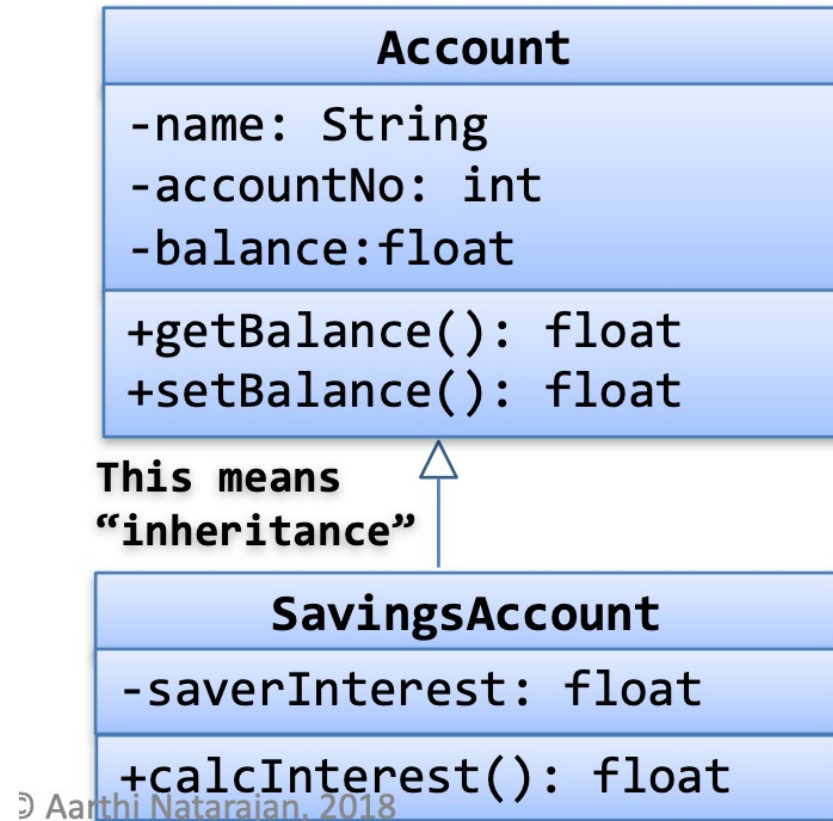 Account
-name: String
-accountNo: int
-balance:float
+getBalance(): float
+setBalance(): float
This means
“inheritance”
SavingsAccount
-saverInterest: float
+calcInterest(): float
© Aarthi Natarajan, 2018